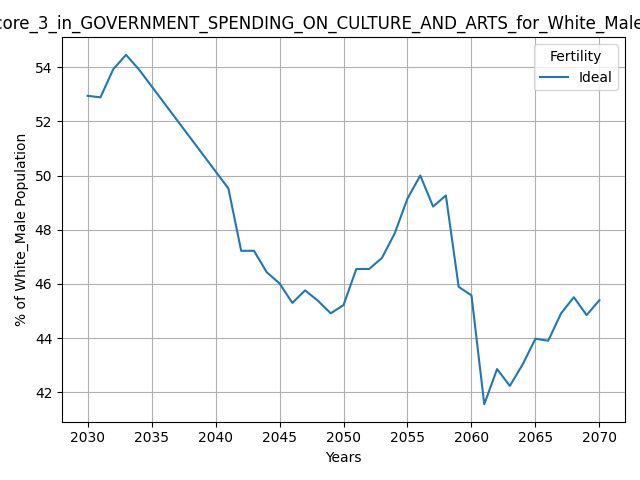 core_3_in_GOVERNMENT_SPENDING_ON_CULTURE_AND_ARTS_for_White_Male
Fertility
Ideal
54
52
50
48
46
44
42
% of White_Male Population
2030 2035 2040 2045 2050 2055 2060 2065 2070
Years